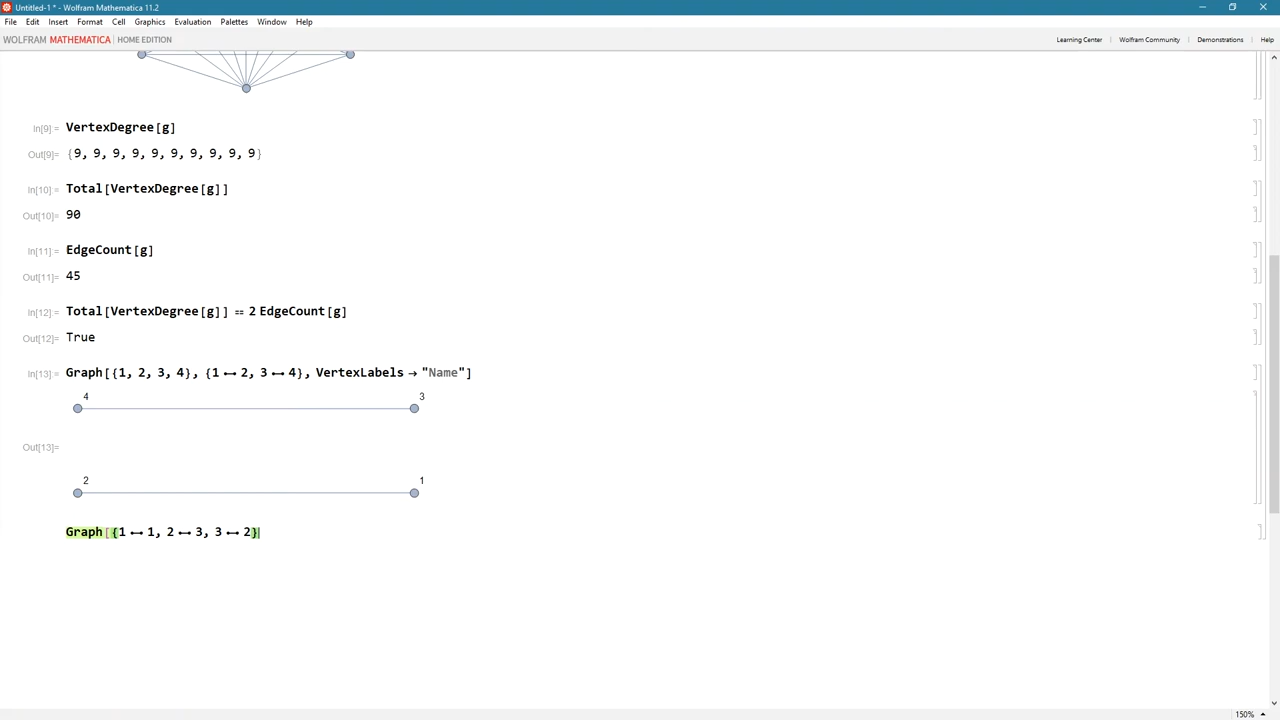 Untitled-1 * - Wolfram Mathematica 11.2
File Edit Insert Format Cell Graphics Evaluation Palettes Window Help
WOLFRAM MATHEMATICA HOME EDITION Learning Center Wolfram Community Demonstrations Help
In[9]:= VertexDegree[g]
Out[9]= {9, 9, 9, 9, 9, 9, 9, 9, 9, 9}
In[10]:= Total[VertexDegree[g]]
Out[10]= 90
In[11]:= EdgeCount[g]
Out[11]= 45
In[12]:= Total[VertexDegree[g]] == 2 EdgeCount[g]
Out[12]= True
In[13]:= Graph[{1, 2, 3, 4}, {1 ↔ 2, 3 ↔ 4}, VertexLabels → "Name"]
4 3
Out[13]=
2 1
Graph[{1 ↔ 1, 2 ↔ 3, 3 ↔ 2}
150%